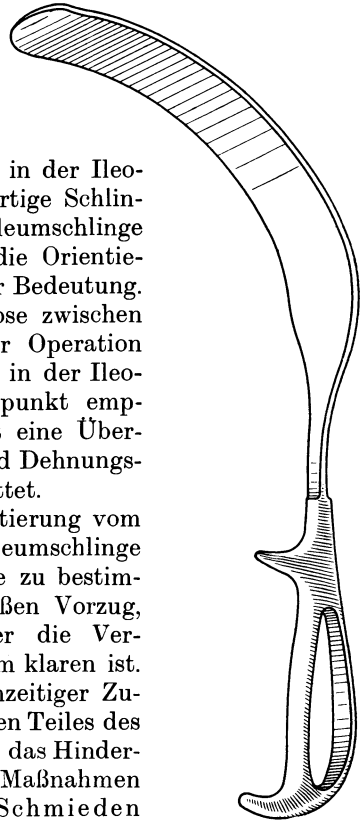 in der Ileo-
rtige Schlin-
leumschlinge
die Orientie-
r Bedeutung.
ose zwischen
r Operation
in der Ileo-
punkt emp-
eine Über-
d Dehnungs-
ttet.
tierung vom
leumschlinge
e zu bestim-
ßen Vorzug,
er die Ver-
m klaren ist.
hzeitiger Zu-
en Teiles des
das Hinder-
Maßnahmen
Schmieden